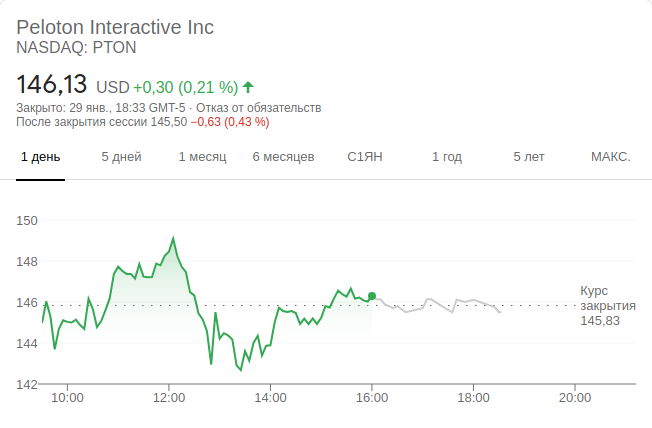 Peloton Interactive Inc
NASDAQ: PTON
146,13 USD +0,30 (0,21 %)
Закрыто: 29 янв., 18:33 GMT-5 · Отказ от обязательств
После закрытия сессии 145,50 −0,63 (0,43 %)
1 день 5 дней 1 месяц 6 месяцев С1ЯН 1 год 5 лет МАКС.
150
148
146
144
142
Курс
закрытия
145,83
10:00 12:00 14:00 16:00 18:00 20:00